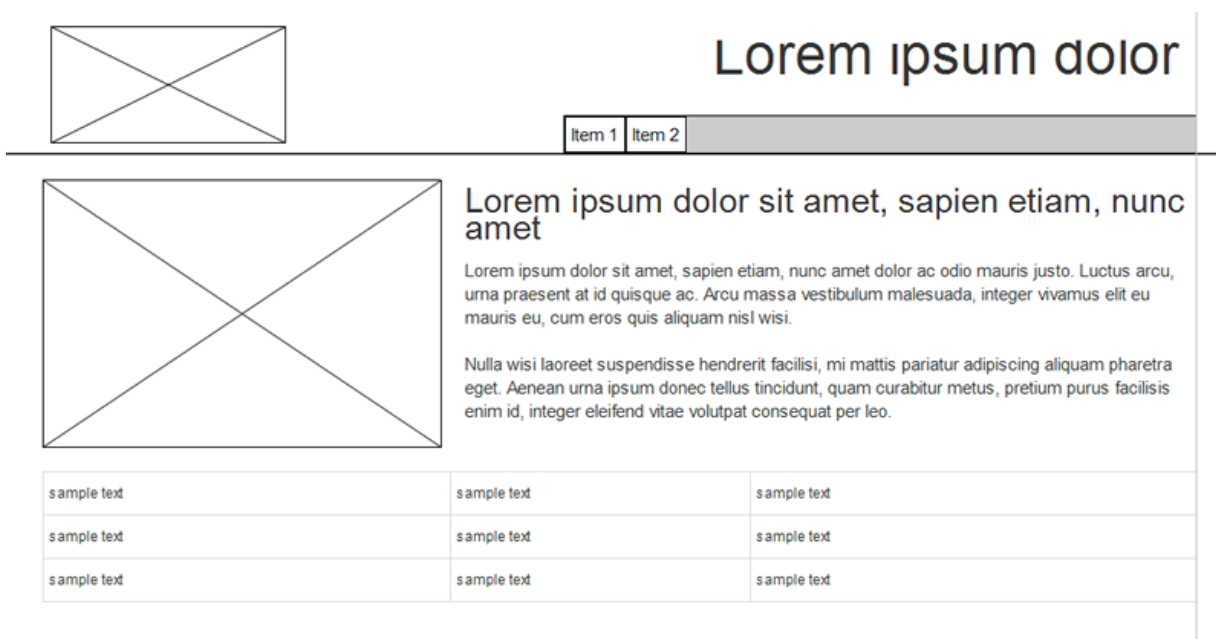 Lorem ipsum dolor
Item 1 Item 2
Lorem ipsum dolor sit amet, sapien etiam, nunc
amet
Lorem ipsum dolor sit amet, sapien etiam, nunc amet dolor ac odio mauris justo. Luctus arcu,
urna praesent at id quisque ac. Arcu massa vestibulum malesuada, integer vivamus elit eu
mauris eu, cum eros quis aliquam nisl wisi.
Nulla wisi laoreet suspendisse hendrerit facilisi, mi mattis pariatur adipiscing aliquam pharetra
eget. Aenean urna ipsum donec tellus tincidunt, quam curabitur metus, pretium purus facilisis
enim id, integer eleifend vitae volutpat consequat per leo.
sample text sample text sample text
sample text sample text sample text
sample text sample text sample text